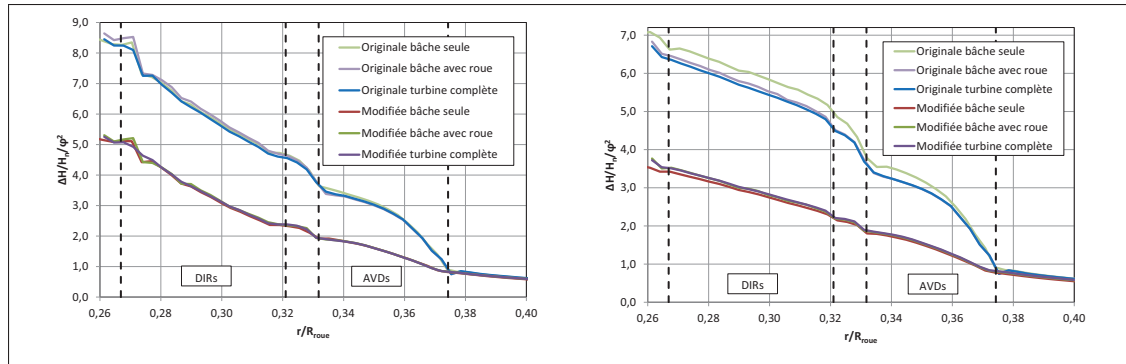 9,0
8,0
7,0
6,0
5,0
4,0
3,0
2,0
1,0
0,0
ΔH/Hn/φ²
Originale bâche seule
Originale bâche avec roue
Originale turbine complète
Modifiée bâche seule
Modifiée bâche avec roue
Modifiée turbine complète
DIRs
AVDs
0,26 0,28 0,30 0,32 0,34 0,36 0,38 0,40
r/Rroue
7,0
6,0
5,0
4,0
3,0
2,0
1,0
0,0
ΔH/Hn/φ²
Originale bâche seule
Originale bâche avec roue
Originale turbine complète
Modifiée bâche seule
Modifiée bâche avec roue
Modifiée turbine complète
DIRs
AVDs
0,26 0,28 0,30 0,32 0,34 0,36 0,38 0,40
r/Rroue